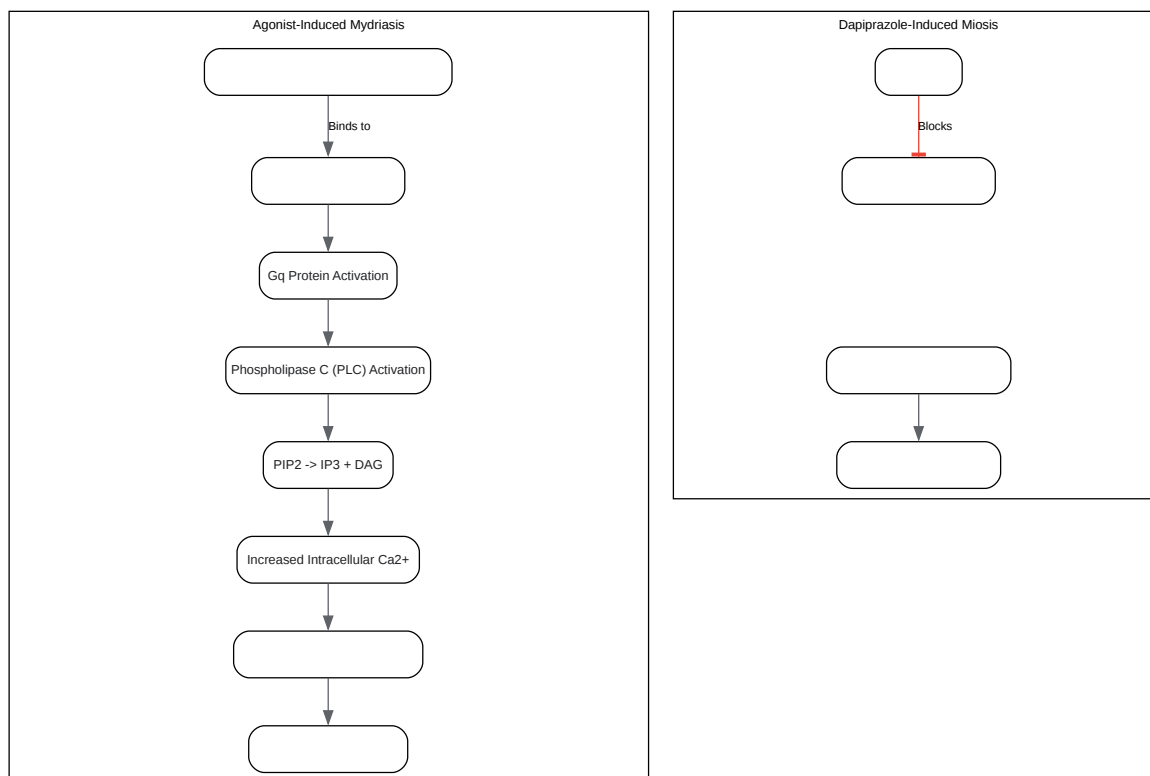 Agonist-Induced Mydriasis
Binds to
Gq Protein Activation
Phospholipase C (PLC) Activation
PIP2 -> IP3 + DAG
Increased Intracellular Ca2+
Dapiprazole-Induced Miosis
Blocks